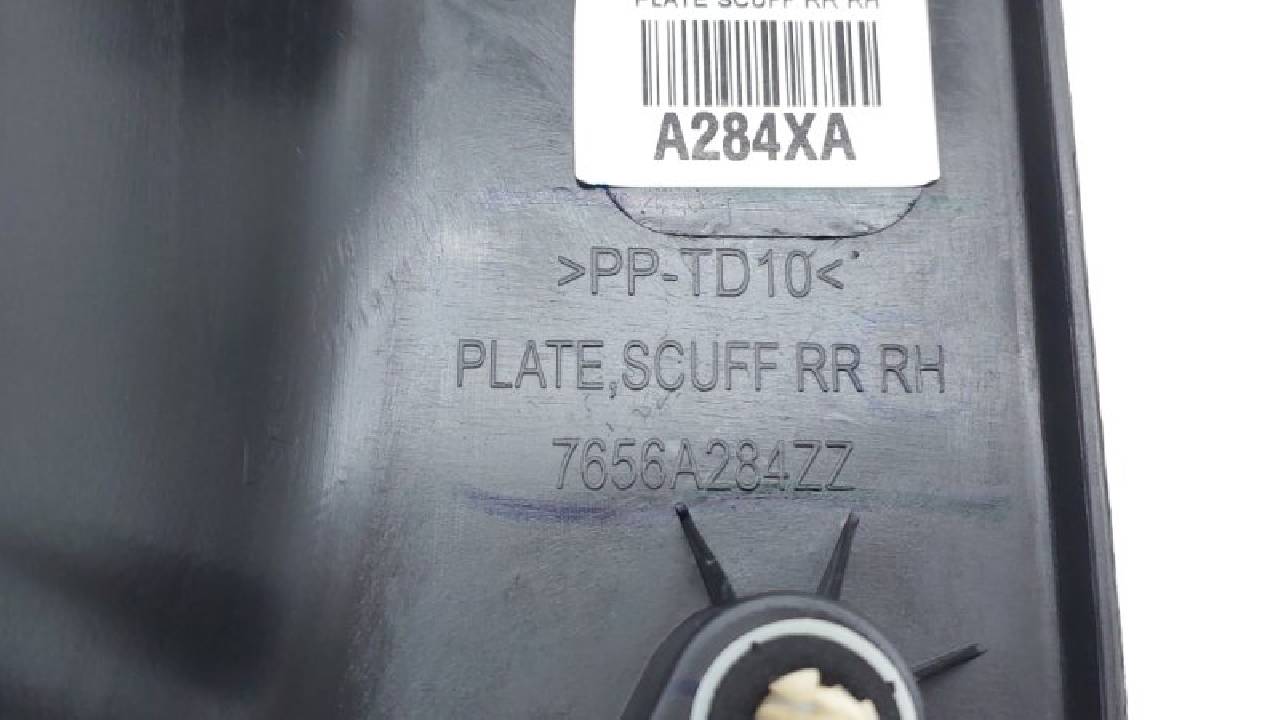 PLATE SCUFF RR RH
A284XA
>PP-TD10<
PLATE,SCUFF RR RH
7656A284ZZ